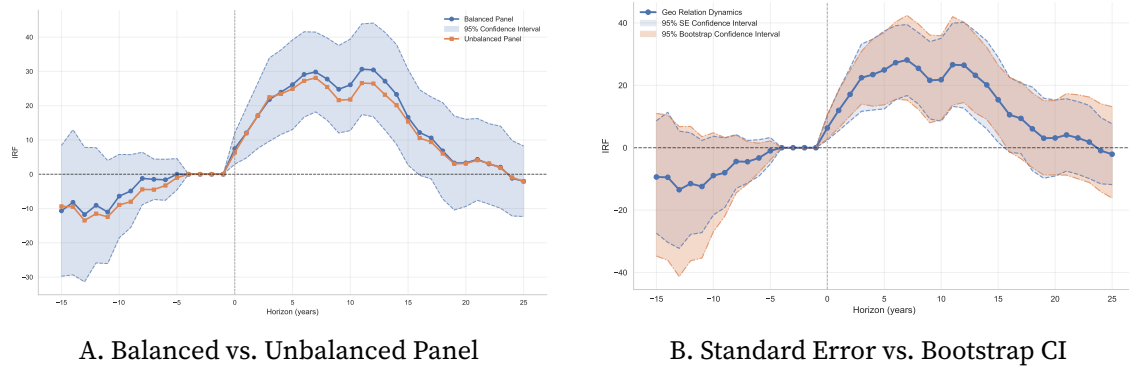 40
30
20
10
0
−10
−20
−30
IRF
−15
−10
−5
0
5
10
15
20
25
Horizon (years)
Balanced Panel
95% Confidence Interval
Unbalanced Panel
A. Balanced vs. Unbalanced Panel
40
20
0
−20
−40
IRF
−15
−10
−5
0
5
10
15
20
25
Horizon (years)
Geo Relation Dynamics
95% SE Confidence Interval
95% Bootstrap Confidence Interval
B. Standard Error vs. Bootstrap CI